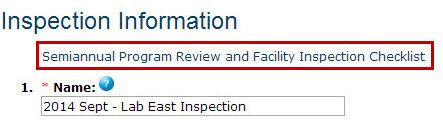 Inspection Information
Semiannual Program Review and Facility Inspection Checklist
1. * Name: ?
2014 Sept - Lab East Inspection